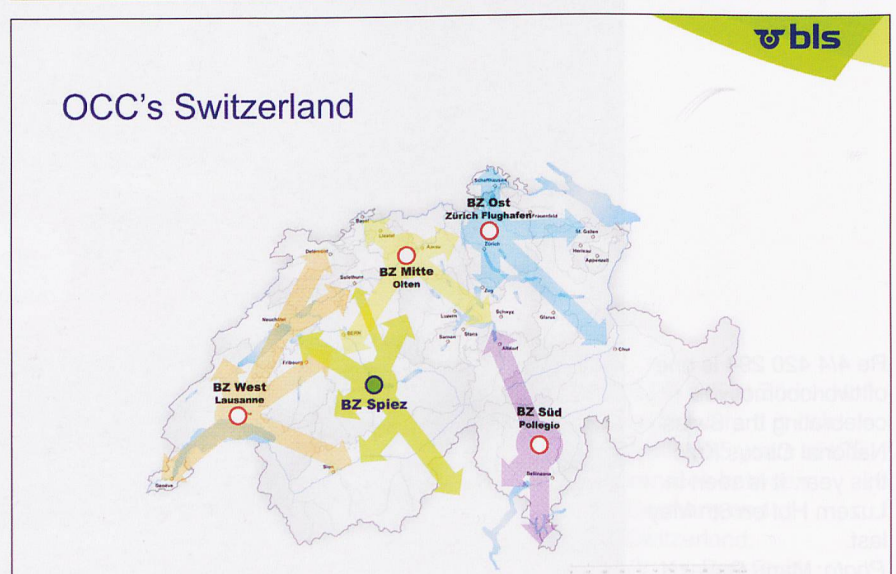 bls
OCC's Switzerland
Schaffhausen
BZ Ost
Zürich Flughafen
Frauenfeld
Basel
Liestal
Aarau
Zürich
St. Gallen
Herisau
Appenzell
Delémont
BZ Mitte
Olten
Solothurn
Zug
Luzern
Schwyz
Glarus
Neuchâtel
BERN
Sarnen
Stans
Altdorf
Chur
Fribourg
BZ West
Lausanne
BZ Spiez
BZ Süd
Pollegio
Sion
Bellinzona
Genève